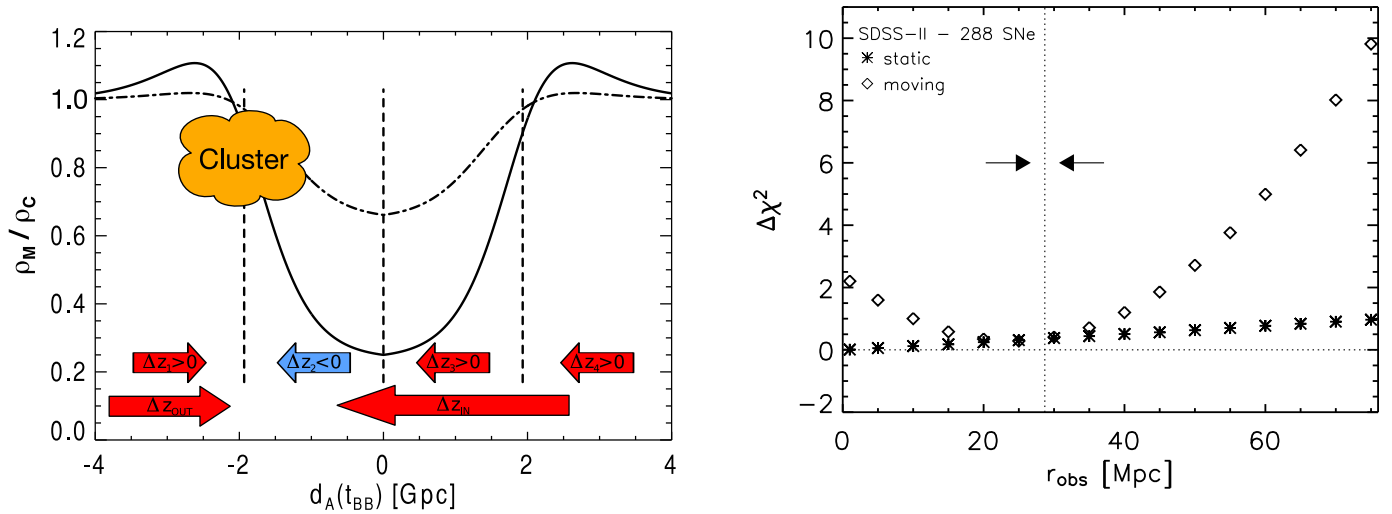 1.2
1.0
0.8
0.6
0.4
0.2
0.0
ρM/ρC
Cluster
Δz1>0
Δz2<0
Δz3>0
Δz4>0
ΔzOUT
ΔzIN
-4
-2
0
2
4
dA(tBB) [Gpc]
10
8
6
4
2
0
−2
Δχ²
SDSS−II − 288 SNe
static
moving
0
20
40
60
robs [Mpc]